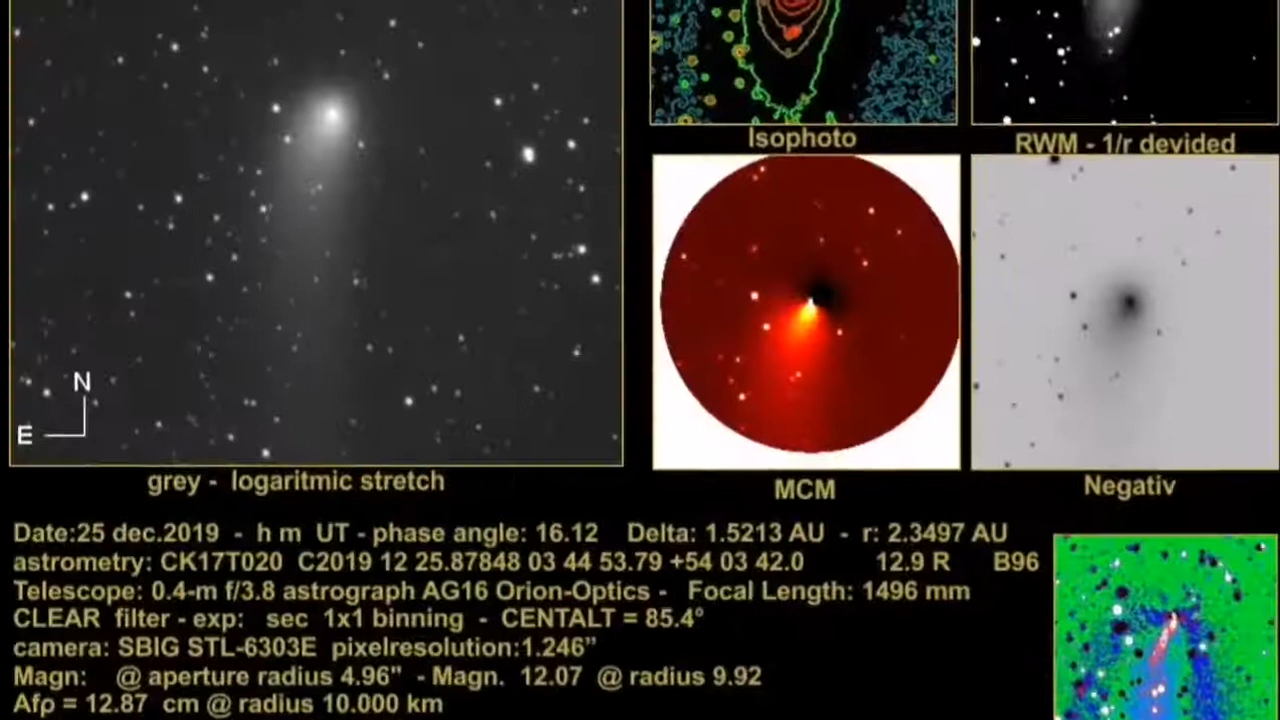 Isophoto
RWM - 1/r devided
N
E
grey - logaritmic stretch
MCM
Negativ
Date:25 dec.2019 - h m UT - phase angle: 16.12 Delta: 1.5213 AU - r: 2.3497 AU
astrometry: CK17T020 C2019 12 25.87848 03 44 53.79 +54 03 42.0 12.9 R B96
Telescope: 0.4-m f/3.8 astrograph AG16 Orion-Optics - Focal Length: 1496 mm
CLEAR filter - exp: sec 1x1 binning - CENTALT = 85.4°
camera: SBIG STL-6303E pixelresolution:1.246”
Magn: @ aperture radius 4.96" - Magn. 12.07 @ radius 9.92
Afρ = 12.87 cm @ radius 10.000 km